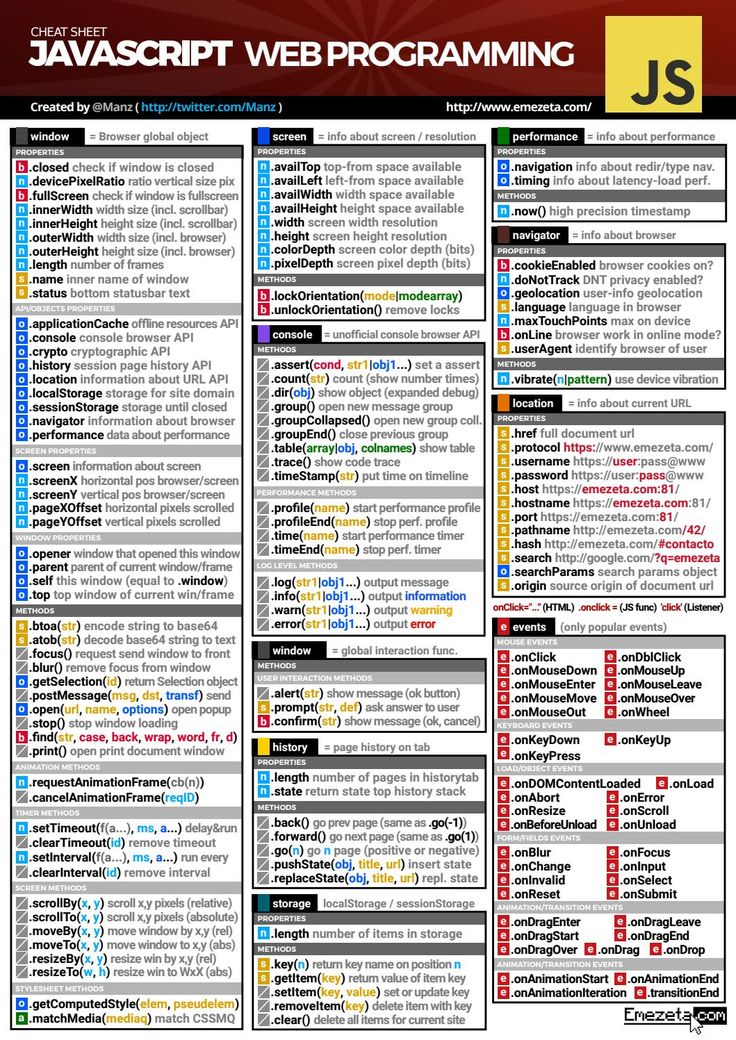 CHEAT SHEET
JAVASCRIPT WEB PROGRAMMING
JS
Created by @Manz ( http://twitter.com/Manz )
http://www.emezeta.com/
window = Browser global object
PROPERTIES
b .closed check if window is closed
n .devicePixelRatio ratio vertical size pix
b .fullScreen check if window is fullscreen
n .innerWidth width size (incl. scrollbar)
n .innerHeight height size (incl. scrollbar)
n .outerWidth width size (incl. browser)
n .outerHeight height size (incl. browser)
n .length number of frames
s .name inner name of window
s .status bottom statusbar text
API/OBJECTS PROPERTIES
o .applicationCache offline resources API
o .console console browser API
o .crypto cryptographic API
o .history session page history API
o .location information about URL API
o .localStorage storage for site domain
o .sessionStorage storage until closed
o .navigator information about browser
o .performance data about performance
SCREEN PROPERTIES
o .screen information about screen
n .screenX horizontal pos browser/screen
n .screenY vertical pos browser/screen
n .pageXOffset horizontal pixels scrolled
n .pageYOffset vertical pixels scrolled
WINDOW PROPERTIES
o .opener window that opened this window
o .parent parent of current window/frame
o .self this window (equal to .window)
o .top top window of current win/frame
METHODS
s .btoa(str) encode string to base64
s .atob(str) decode base64 string to text
.focus() request send window to front
.blur() remove focus from window
o .getSelection(id) return Selection object
.postMessage(msg, dst, transf) send
o .open(url, name, options) open popup
.stop() stop window loading
b .find(str, case, back, wrap, word, fr, d)
.print() open print document window
ANIMATION METHODS
n .requestAnimationFrame(cb(n))
.cancelAnimationFrame(reqID)
TIMER METHODS
n .setTimeout(f(a...), ms, a...) delay&run
.clearTimeout(id) remove timeout
n .setInterval(f(a...), ms, a...) run every
.clearInterval(id) remove interval
SCREEN METHODS
.scrollBy(x, y) scroll x,y pixels (relative)
.scrollTo(x, y) scroll x,y pixels (absolute)
.moveBy(x, y) move window by x,y (rel)
.moveTo(x, y) move window to x,y (abs)
.resizeBy(x, y) resize win by x,y (rel)
.resizeTo(w, h) resize win to WxX (abs)
STYLESHEET METHODS
o .getComputedStyle(elem, pseudelem)
a .matchMedia(mediaq) match CSSMQ
screen = info about screen / resolution
PROPERTIES
n .availTop top-from space available
n .availLeft left-from space available
n .availWidth width space available
n .availHeight height space available
n .width screen width resolution
n .height screen height resolution
n .colorDepth screen color depth (bits)
n .pixelDepth screen pixel depth (bits)
METHODS
b .lockOrientation(mode|modearray)
b .unlockOrientation() remove locks
console = unofficial console browser API
METHODS
.assert(cond, str1|obj1...) set a assert
.count(str) count (show number times)
.dir(obj) show object (expanded debug)
.group() open new message group
.groupCollapsed() open new group coll.
.groupEnd() close previous group
.table(array|obj, colnames) show table
.trace() show code trace
.timeStamp(str) put time on timeline
PERFORMANCE METHODS
.profile(name) start performance profile
.profileEnd(name) stop perf. profile
.time(name) start performance timer
.timeEnd(name) stop perf. timer
LOG LEVEL METHODS
.log(str1|obj1...) output message
.info(str1|obj1...) output information
.warn(str1|obj1...) output warning
.error(str1|obj1...) output error
window = global interaction func.
METHODS
USER INTERACTION METHODS
.alert(str) show message (ok button)
s .prompt(str, def) ask answer to user
b .confirm(str) show message (ok, cancel)
history = page history on tab
PROPERTIES
n .length number of pages in historytab
n .state return state top history stack
METHODS
.back() go prev page (same as .go(-1))
.forward() go next page (same as .go(1))
.go(n) go n page (positive or negative)
.pushState(obj, title, url) insert state
.replaceState(obj, title, url) repl. state
storage localStorage / sessionStorage
PROPERTIES
n .length number of items in storage
METHODS
s .key(n) return key name on position n
s .getItem(key) return value of item key
.setItem(key, value) set or update key
.removeItem(key) delete item with key
.clear() delete all items for current site
performance = info about performance
PROPERTIES
o .navigation info about redir/type nav.
o .timing info about latency-load perf.
METHODS
n .now() high precision timestamp
navigator = info about browser
PROPERTIES
b .cookieEnabled browser cookies on?
n .doNotTrack DNT privacy enabled?
o .geolocation user-info geolocation
s .language language in browser
n .maxTouchPoints max on device
b .onLine browser work in online mode?
s .userAgent identify browser of user
METHODS
n .vibrate(n|pattern) use device vibration
location = info about current URL
PROPERTIES
s .href full document url
s .protocol https://www.emezeta.com/
s .username https://user:pass@www
s .password https://user:pass@www
s .host https://emezeta.com:81/
s .hostname https://emezeta.com:81/
s .port https://emezeta.com:81/
s .pathname http://emezeta.com/42/
s .hash http://emezeta.com/#contacto
s .search http://google.com/?q=emezeta
o .searchParams search params object
s .origin source origin of document url
onClick="..." (HTML) .onclick = (JS func) 'click' (Listener)
e events (only popular events)
MOUSE EVENTS
e .onClick e .onDblClick
e .onMouseDown e .onMouseUp
e .onMouseEnter e .onMouseLeave
e .onMouseMove e .onMouseOver
e .onMouseOut e .onWheel
KEYBOARD EVENTS
e .onKeyDown e .onKeyUp
e .onKeyPress
LOAD/OBJECT EVENTS
e .onDOMContentLoaded e .onLoad
e .onAbort e .onError
e .onResize e .onScroll
e .onBeforeUnload e .onUnload
FORM/FIELDS EVENTS
e .onBlur e .onFocus
e .onChange e .onInput
e .onInvalid e .onSelect
e .onReset e .onSubmit
ANIMATION/TRANSITION EVENTS
e .onDragEnter e .onDragLeave
e .onDragStart e .onDragEnd
e .onDragOver e .onDrag e .onDrop
ANIMATION/TRANSITION EVENTS
e .onAnimationStart e .onAnimationEnd
e .onAnimationIteration e .transitionEnd
Emezeta.com